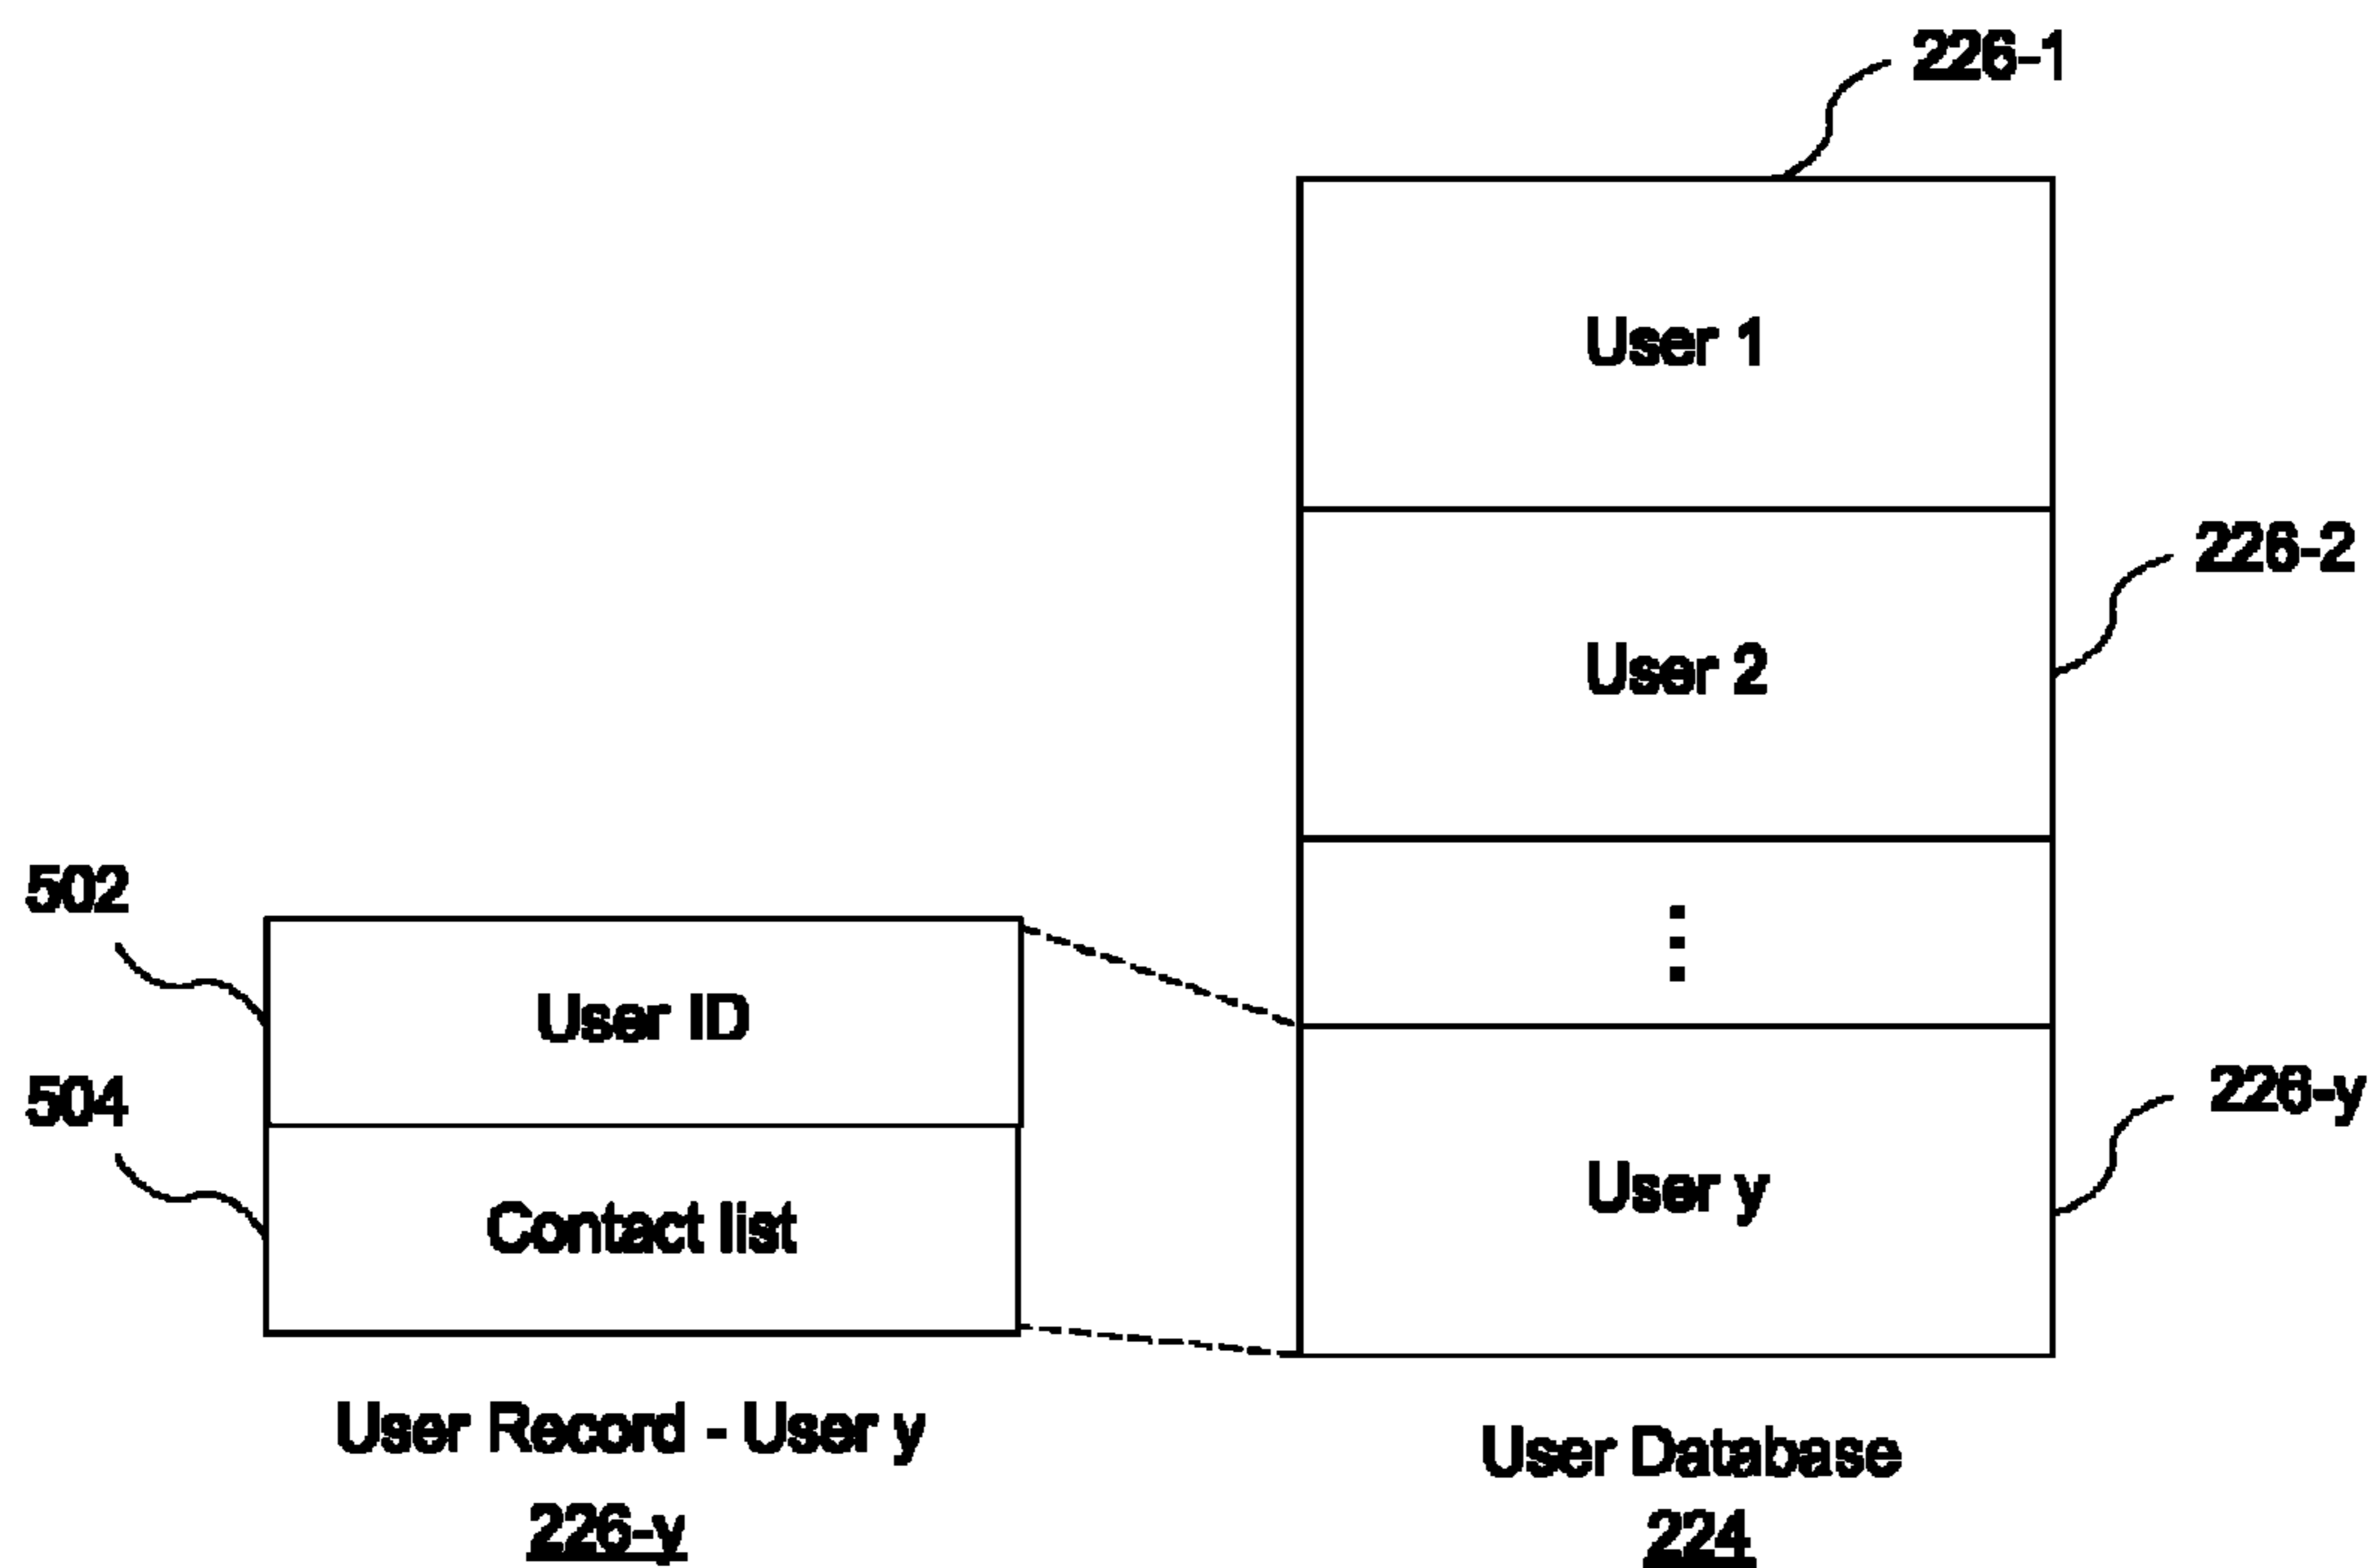 226-1
User 1
226-2
User 2
502
User ID
504
Contact list
226-y
User y
User Record - User y
226-y
User Database
224